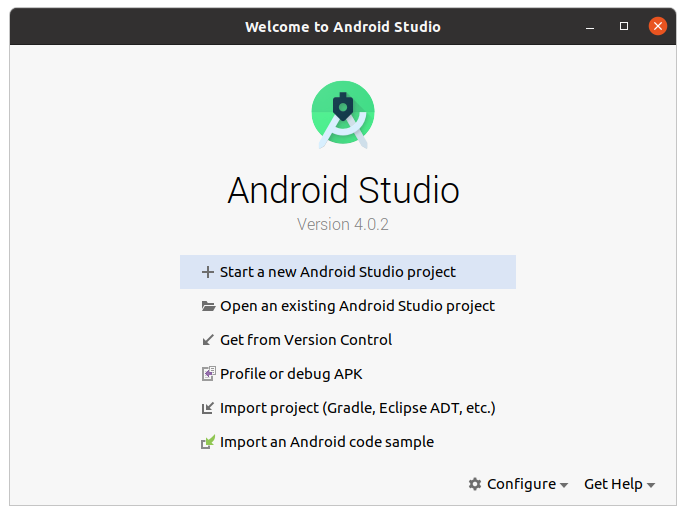 Welcome to Android Studio
Android Studio
Version 4.0.2
Start a new Android Studio project
Open an existing Android Studio project
Get from Version Control
Profile or debug APK
Import project (Gradle, Eclipse ADT, etc.)
Import an Android code sample
Configure Get Help